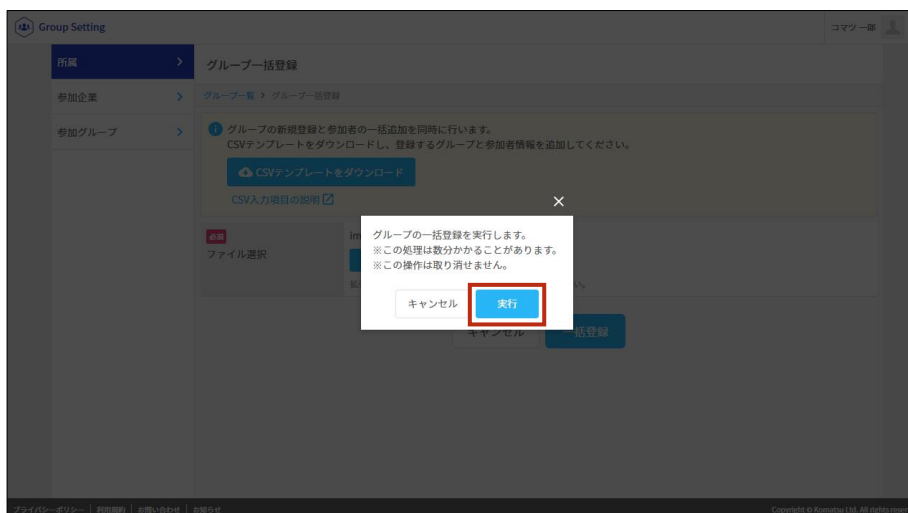 Group Setting
コマツ 一郎
所属
参加企業
参加グループ
グループ一括登録
グループ一覧 > グループ一括登録
グループの新規登録と参加者の一括追加を同時に行います。
CSVテンプレートをダウンロードし、登録するグループと参加者情報を追加してください。
CSVテンプレートをダウンロード
CSV入力項目の説明
必須
ファイル選択
im
グループの一括登録を実行します。
※この処理は数分かかることがあります。
※この操作は取り消せません。
キャンセル
実行
キャンセル
一括登録
プライバシーポリシー | 利用規約 | お問い合わせ | お知らせ
Copyright © Komatsu Ltd. All rights reser